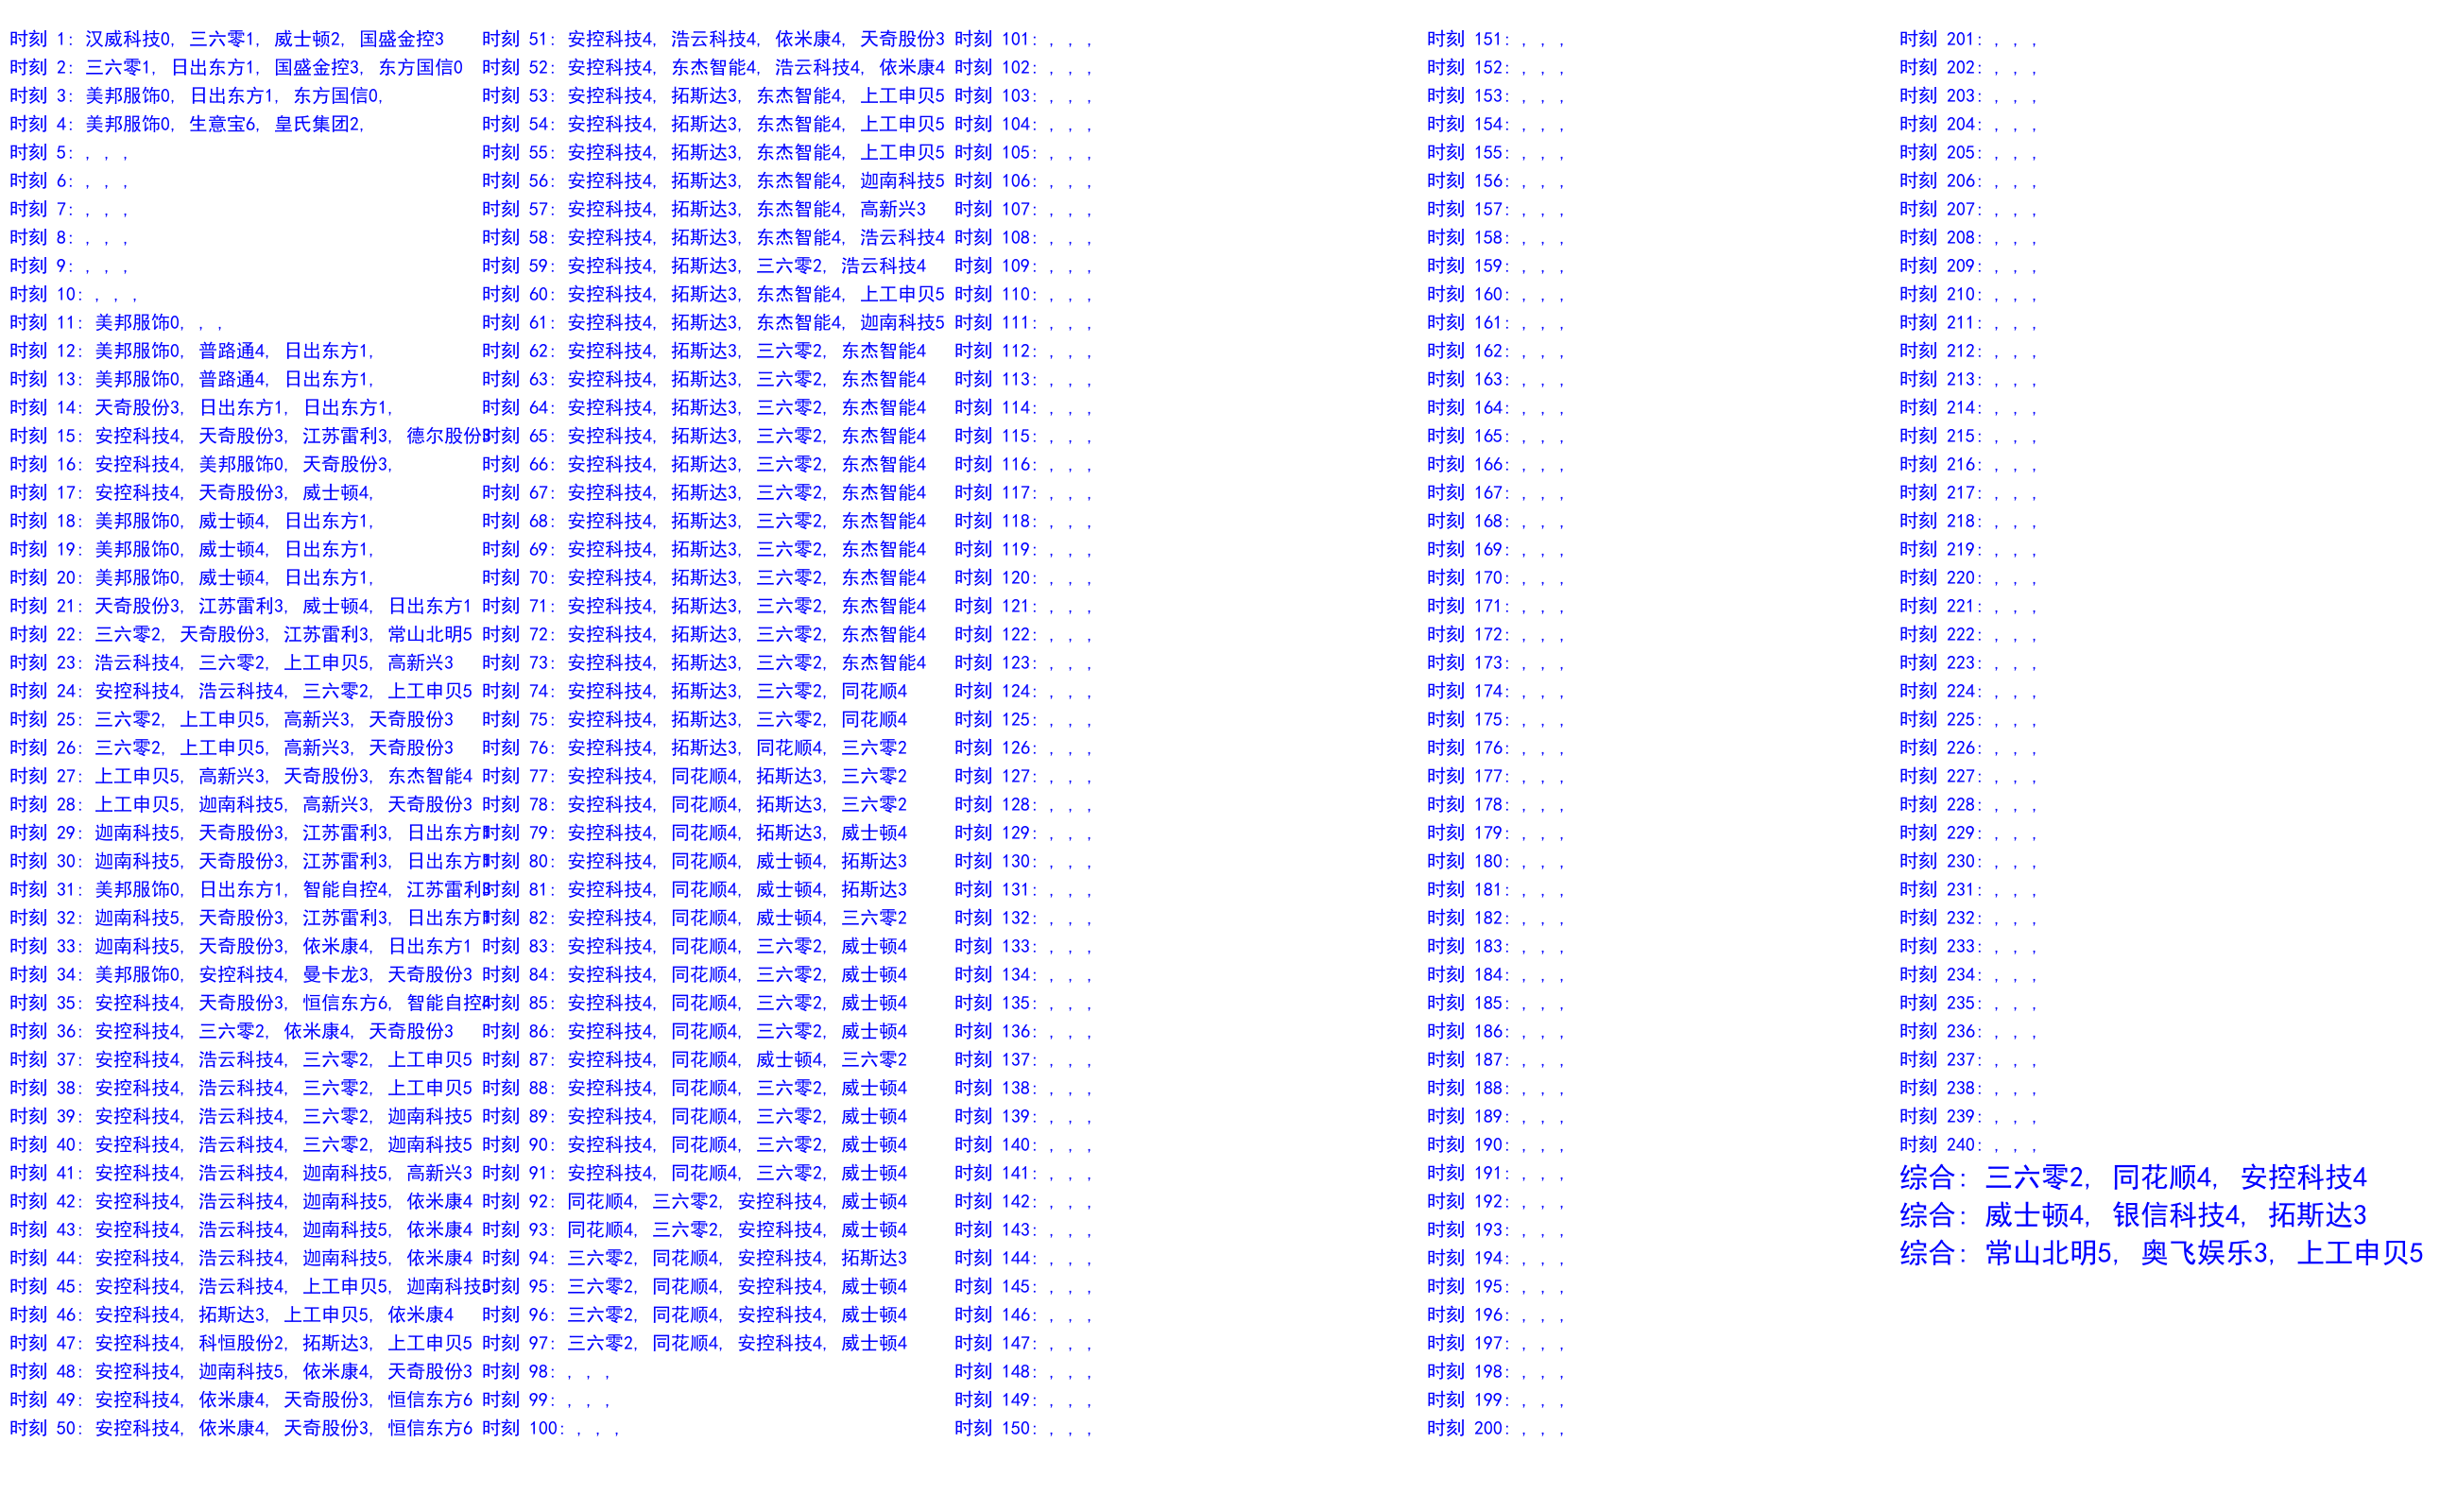 时刻 1: 汉威科技0, 三六零1, 威士顿2, 国盛金控3
时刻 2: 三六零1, 日出东方1, 国盛金控3, 东方国信0
时刻 3: 美邦服饰0, 日出东方1, 东方国信0,
时刻 4: 美邦服饰0, 生意宝6, 皇氏集团2,
时刻 5: , , ,
时刻 6: , , ,
时刻 7: , , ,
时刻 8: , , ,
时刻 9: , , ,
时刻 10: , , ,
时刻 11: 美邦服饰0, , ,
时刻 12: 美邦服饰0, 普路通4, 日出东方1,
时刻 13: 美邦服饰0, 普路通4, 日出东方1,
时刻 14: 天奇股份3, 日出东方1, 日出东方1,
时刻 15: 安控科技4, 天奇股份3, 江苏雷利3, 德尔股份3
时刻 16: 安控科技4, 美邦服饰0, 天奇股份3,
时刻 17: 安控科技4, 天奇股份3, 威士顿4,
时刻 18: 美邦服饰0, 威士顿4, 日出东方1,
时刻 19: 美邦服饰0, 威士顿4, 日出东方1,
时刻 20: 美邦服饰0, 威士顿4, 日出东方1,
时刻 21: 天奇股份3, 江苏雷利3, 威士顿4, 日出东方1
时刻 22: 三六零2, 天奇股份3, 江苏雷利3, 常山北明5
时刻 23: 浩云科技4, 三六零2, 上工申贝5, 高新兴3
时刻 24: 安控科技4, 浩云科技4, 三六零2, 上工申贝5
时刻 25: 三六零2, 上工申贝5, 高新兴3, 天奇股份3
时刻 26: 三六零2, 上工申贝5, 高新兴3, 天奇股份3
时刻 27: 上工申贝5, 高新兴3, 天奇股份3, 东杰智能4
时刻 28: 上工申贝5, 迦南科技5, 高新兴3, 天奇股份3
时刻 29: 迦南科技5, 天奇股份3, 江苏雷利3, 日出东方1
时刻 30: 迦南科技5, 天奇股份3, 江苏雷利3, 日出东方1
时刻 31: 美邦服饰0, 日出东方1, 智能自控4, 江苏雷利3
时刻 32: 迦南科技5, 天奇股份3, 江苏雷利3, 日出东方1
时刻 33: 迦南科技5, 天奇股份3, 依米康4, 日出东方1
时刻 34: 美邦服饰0, 安控科技4, 曼卡龙3, 天奇股份3
时刻 35: 安控科技4, 天奇股份3, 恒信东方6, 智能自控4
时刻 36: 安控科技4, 三六零2, 依米康4, 天奇股份3
时刻 37: 安控科技4, 浩云科技4, 三六零2, 上工申贝5
时刻 38: 安控科技4, 浩云科技4, 三六零2, 上工申贝5
时刻 39: 安控科技4, 浩云科技4, 三六零2, 迦南科技5
时刻 40: 安控科技4, 浩云科技4, 三六零2, 迦南科技5
时刻 41: 安控科技4, 浩云科技4, 迦南科技5, 高新兴3
时刻 42: 安控科技4, 浩云科技4, 迦南科技5, 依米康4
时刻 43: 安控科技4, 浩云科技4, 迦南科技5, 依米康4
时刻 44: 安控科技4, 浩云科技4, 迦南科技5, 依米康4
时刻 45: 安控科技4, 浩云科技4, 上工申贝5, 迦南科技5
时刻 46: 安控科技4, 拓斯达3, 上工申贝5, 依米康4
时刻 47: 安控科技4, 科恒股份2, 拓斯达3, 上工申贝5
时刻 48: 安控科技4, 迦南科技5, 依米康4, 天奇股份3
时刻 49: 安控科技4, 依米康4, 天奇股份3, 恒信东方6
时刻 50: 安控科技4, 依米康4, 天奇股份3, 恒信东方6
时刻 51: 安控科技4, 浩云科技4, 依米康4, 天奇股份3
时刻 52: 安控科技4, 东杰智能4, 浩云科技4, 依米康4
时刻 53: 安控科技4, 拓斯达3, 东杰智能4, 上工申贝5
时刻 54: 安控科技4, 拓斯达3, 东杰智能4, 上工申贝5
时刻 55: 安控科技4, 拓斯达3, 东杰智能4, 上工申贝5
时刻 56: 安控科技4, 拓斯达3, 东杰智能4, 迦南科技5
时刻 57: 安控科技4, 拓斯达3, 东杰智能4, 高新兴3
时刻 58: 安控科技4, 拓斯达3, 东杰智能4, 浩云科技4
时刻 59: 安控科技4, 拓斯达3, 三六零2, 浩云科技4
时刻 60: 安控科技4, 拓斯达3, 东杰智能4, 上工申贝5
时刻 61: 安控科技4, 拓斯达3, 东杰智能4, 迦南科技5
时刻 62: 安控科技4, 拓斯达3, 三六零2, 东杰智能4
时刻 63: 安控科技4, 拓斯达3, 三六零2, 东杰智能4
时刻 64: 安控科技4, 拓斯达3, 三六零2, 东杰智能4
时刻 65: 安控科技4, 拓斯达3, 三六零2, 东杰智能4
时刻 66: 安控科技4, 拓斯达3, 三六零2, 东杰智能4
时刻 67: 安控科技4, 拓斯达3, 三六零2, 东杰智能4
时刻 68: 安控科技4, 拓斯达3, 三六零2, 东杰智能4
时刻 69: 安控科技4, 拓斯达3, 三六零2, 东杰智能4
时刻 70: 安控科技4, 拓斯达3, 三六零2, 东杰智能4
时刻 71: 安控科技4, 拓斯达3, 三六零2, 东杰智能4
时刻 72: 安控科技4, 拓斯达3, 三六零2, 东杰智能4
时刻 73: 安控科技4, 拓斯达3, 三六零2, 东杰智能4
时刻 74: 安控科技4, 拓斯达3, 三六零2, 同花顺4
时刻 75: 安控科技4, 拓斯达3, 三六零2, 同花顺4
时刻 76: 安控科技4, 拓斯达3, 同花顺4, 三六零2
时刻 77: 安控科技4, 同花顺4, 拓斯达3, 三六零2
时刻 78: 安控科技4, 同花顺4, 拓斯达3, 三六零2
时刻 79: 安控科技4, 同花顺4, 拓斯达3, 威士顿4
时刻 80: 安控科技4, 同花顺4, 威士顿4, 拓斯达3
时刻 81: 安控科技4, 同花顺4, 威士顿4, 拓斯达3
时刻 82: 安控科技4, 同花顺4, 威士顿4, 三六零2
时刻 83: 安控科技4, 同花顺4, 三六零2, 威士顿4
时刻 84: 安控科技4, 同花顺4, 三六零2, 威士顿4
时刻 85: 安控科技4, 同花顺4, 三六零2, 威士顿4
时刻 86: 安控科技4, 同花顺4, 三六零2, 威士顿4
时刻 87: 安控科技4, 同花顺4, 威士顿4, 三六零2
时刻 88: 安控科技4, 同花顺4, 三六零2, 威士顿4
时刻 89: 安控科技4, 同花顺4, 三六零2, 威士顿4
时刻 90: 安控科技4, 同花顺4, 三六零2, 威士顿4
时刻 91: 安控科技4, 同花顺4, 三六零2, 威士顿4
时刻 92: 同花顺4, 三六零2, 安控科技4, 威士顿4
时刻 93: 同花顺4, 三六零2, 安控科技4, 威士顿4
时刻 94: 三六零2, 同花顺4, 安控科技4, 拓斯达3
时刻 95: 三六零2, 同花顺4, 安控科技4, 威士顿4
时刻 96: 三六零2, 同花顺4, 安控科技4, 威士顿4
时刻 97: 三六零2, 同花顺4, 安控科技4, 威士顿4
时刻 98: , , ,
时刻 99: , , ,
时刻 100: , , ,
时刻 101: , , ,
时刻 102: , , ,
时刻 103: , , ,
时刻 104: , , ,
时刻 105: , , ,
时刻 106: , , ,
时刻 107: , , ,
时刻 108: , , ,
时刻 109: , , ,
时刻 110: , , ,
时刻 111: , , ,
时刻 112: , , ,
时刻 113: , , ,
时刻 114: , , ,
时刻 115: , , ,
时刻 116: , , ,
时刻 117: , , ,
时刻 118: , , ,
时刻 119: , , ,
时刻 120: , , ,
时刻 121: , , ,
时刻 122: , , ,
时刻 123: , , ,
时刻 124: , , ,
时刻 125: , , ,
时刻 126: , , ,
时刻 127: , , ,
时刻 128: , , ,
时刻 129: , , ,
时刻 130: , , ,
时刻 131: , , ,
时刻 132: , , ,
时刻 133: , , ,
时刻 134: , , ,
时刻 135: , , ,
时刻 136: , , ,
时刻 137: , , ,
时刻 138: , , ,
时刻 139: , , ,
时刻 140: , , ,
时刻 141: , , ,
时刻 142: , , ,
时刻 143: , , ,
时刻 144: , , ,
时刻 145: , , ,
时刻 146: , , ,
时刻 147: , , ,
时刻 148: , , ,
时刻 149: , , ,
时刻 150: , , ,
时刻 151: , , ,
时刻 152: , , ,
时刻 153: , , ,
时刻 154: , , ,
时刻 155: , , ,
时刻 156: , , ,
时刻 157: , , ,
时刻 158: , , ,
时刻 159: , , ,
时刻 160: , , ,
时刻 161: , , ,
时刻 162: , , ,
时刻 163: , , ,
时刻 164: , , ,
时刻 165: , , ,
时刻 166: , , ,
时刻 167: , , ,
时刻 168: , , ,
时刻 169: , , ,
时刻 170: , , ,
时刻 171: , , ,
时刻 172: , , ,
时刻 173: , , ,
时刻 174: , , ,
时刻 175: , , ,
时刻 176: , , ,
时刻 177: , , ,
时刻 178: , , ,
时刻 179: , , ,
时刻 180: , , ,
时刻 181: , , ,
时刻 182: , , ,
时刻 183: , , ,
时刻 184: , , ,
时刻 185: , , ,
时刻 186: , , ,
时刻 187: , , ,
时刻 188: , , ,
时刻 189: , , ,
时刻 190: , , ,
时刻 191: , , ,
时刻 192: , , ,
时刻 193: , , ,
时刻 194: , , ,
时刻 195: , , ,
时刻 196: , , ,
时刻 197: , , ,
时刻 198: , , ,
时刻 199: , , ,
时刻 200: , , ,
时刻 201: , , ,
时刻 202: , , ,
时刻 203: , , ,
时刻 204: , , ,
时刻 205: , , ,
时刻 206: , , ,
时刻 207: , , ,
时刻 208: , , ,
时刻 209: , , ,
时刻 210: , , ,
时刻 211: , , ,
时刻 212: , , ,
时刻 213: , , ,
时刻 214: , , ,
时刻 215: , , ,
时刻 216: , , ,
时刻 217: , , ,
时刻 218: , , ,
时刻 219: , , ,
时刻 220: , , ,
时刻 221: , , ,
时刻 222: , , ,
时刻 223: , , ,
时刻 224: , , ,
时刻 225: , , ,
时刻 226: , , ,
时刻 227: , , ,
时刻 228: , , ,
时刻 229: , , ,
时刻 230: , , ,
时刻 231: , , ,
时刻 232: , , ,
时刻 233: , , ,
时刻 234: , , ,
时刻 235: , , ,
时刻 236: , , ,
时刻 237: , , ,
时刻 238: , , ,
时刻 239: , , ,
时刻 240: , , ,
综合: 三六零2, 同花顺4, 安控科技4
综合: 威士顿4, 银信科技4, 拓斯达3
综合: 常山北明5, 奥飞娱乐3, 上工申贝5